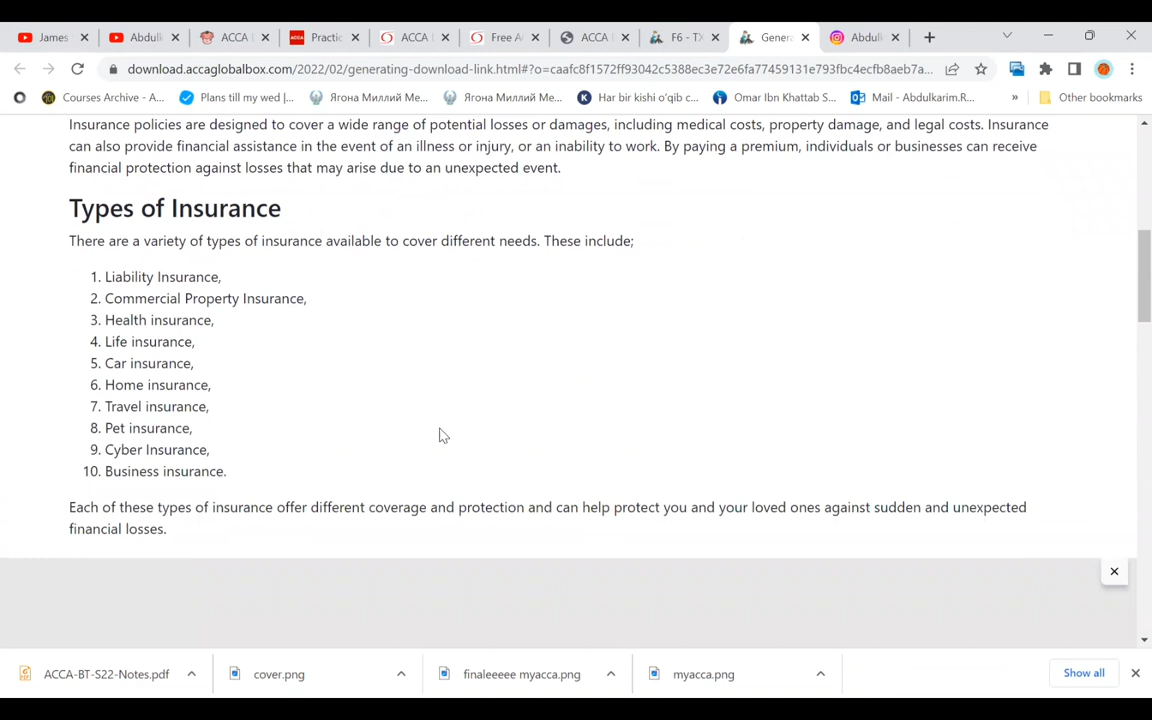 James
Abdulk
ACCA
Practic
ACCA
Free A
ACCA
F6 - TX
Genera
Abdulk
download.accaglobalbox.com/2022/02/generating-download-link.html#?o=caafc8f1572ff93042c5388ec3e72e6fa77459131e793fbc4ecfb8aeb7a...
Courses Archive - A...
Plans till my wed |...
Ягона Миллий Ме...
Ягона Миллий Ме...
Har bir kishi o'qib c...
Omar Ibn Khattab S...
Mail - Abdulkarim.R...
»
Other bookmarks
Insurance policies are designed to cover a wide range of potential losses or damages, including medical costs, property damage, and legal costs. Insurance
can also provide financial assistance in the event of an illness or injury, or an inability to work. By paying a premium, individuals or businesses can receive
financial protection against losses that may arise due to an unexpected event.
Types of Insurance
There are a variety of types of insurance available to cover different needs. These include;
1. Liability Insurance,
2. Commercial Property Insurance,
3. Health insurance,
4. Life insurance,
5. Car insurance,
6. Home insurance,
7. Travel insurance,
8. Pet insurance,
9. Cyber Insurance,
10. Business insurance.
Each of these types of insurance offer different coverage and protection and can help protect you and your loved ones against sudden and unexpected
financial losses.
ACCA-BT-S22-Notes.pdf
cover.png
finaleeeee myacca.png
myacca.png
Show all